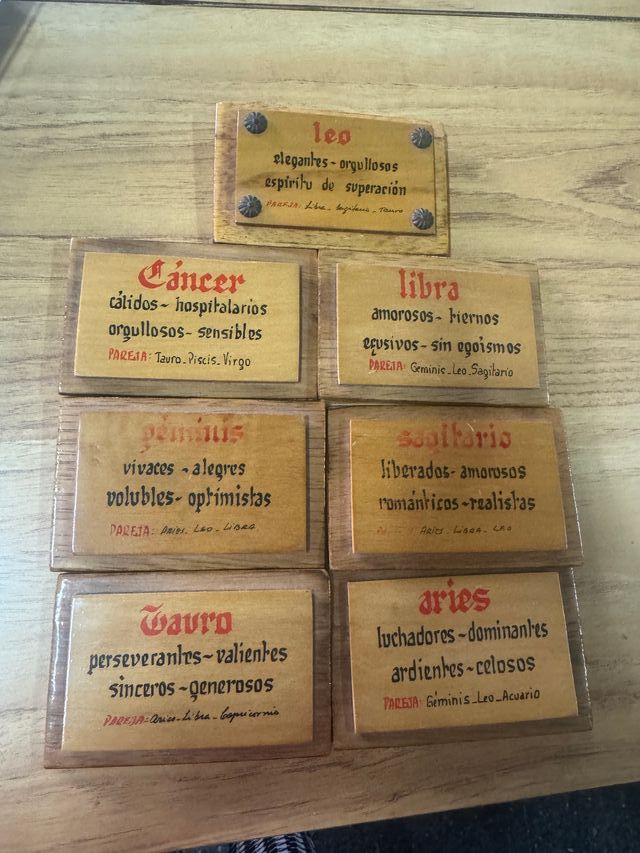 leo
elegantes - orgullosos
espíritu de superación
PAREJA: Libra - Sagitario - Tauro
Cáncer
cálidos - hospitalarios
orgullosos - sensibles
PAREJA: Tauro - Piscis - Virgo
libra
amorosos - tiernos
efusivos - sin egoísmos
PAREJA: Géminis - Leo - Sagitario
géminis
vivaces - alegres
volubles - optimistas
PAREJA: ARIES - LEO - LIBRA
sagitario
liberados - amorosos
románticos - realistas
ARIES - LIBRA - LEO
Tauro
perseverantes - valientes
sinceros - generosos
PAREJA: Aries - Libra - Capricornio
aries
luchadores - dominantes
ardientes - celosos
PAREJA: Géminis - Leo - Acuario